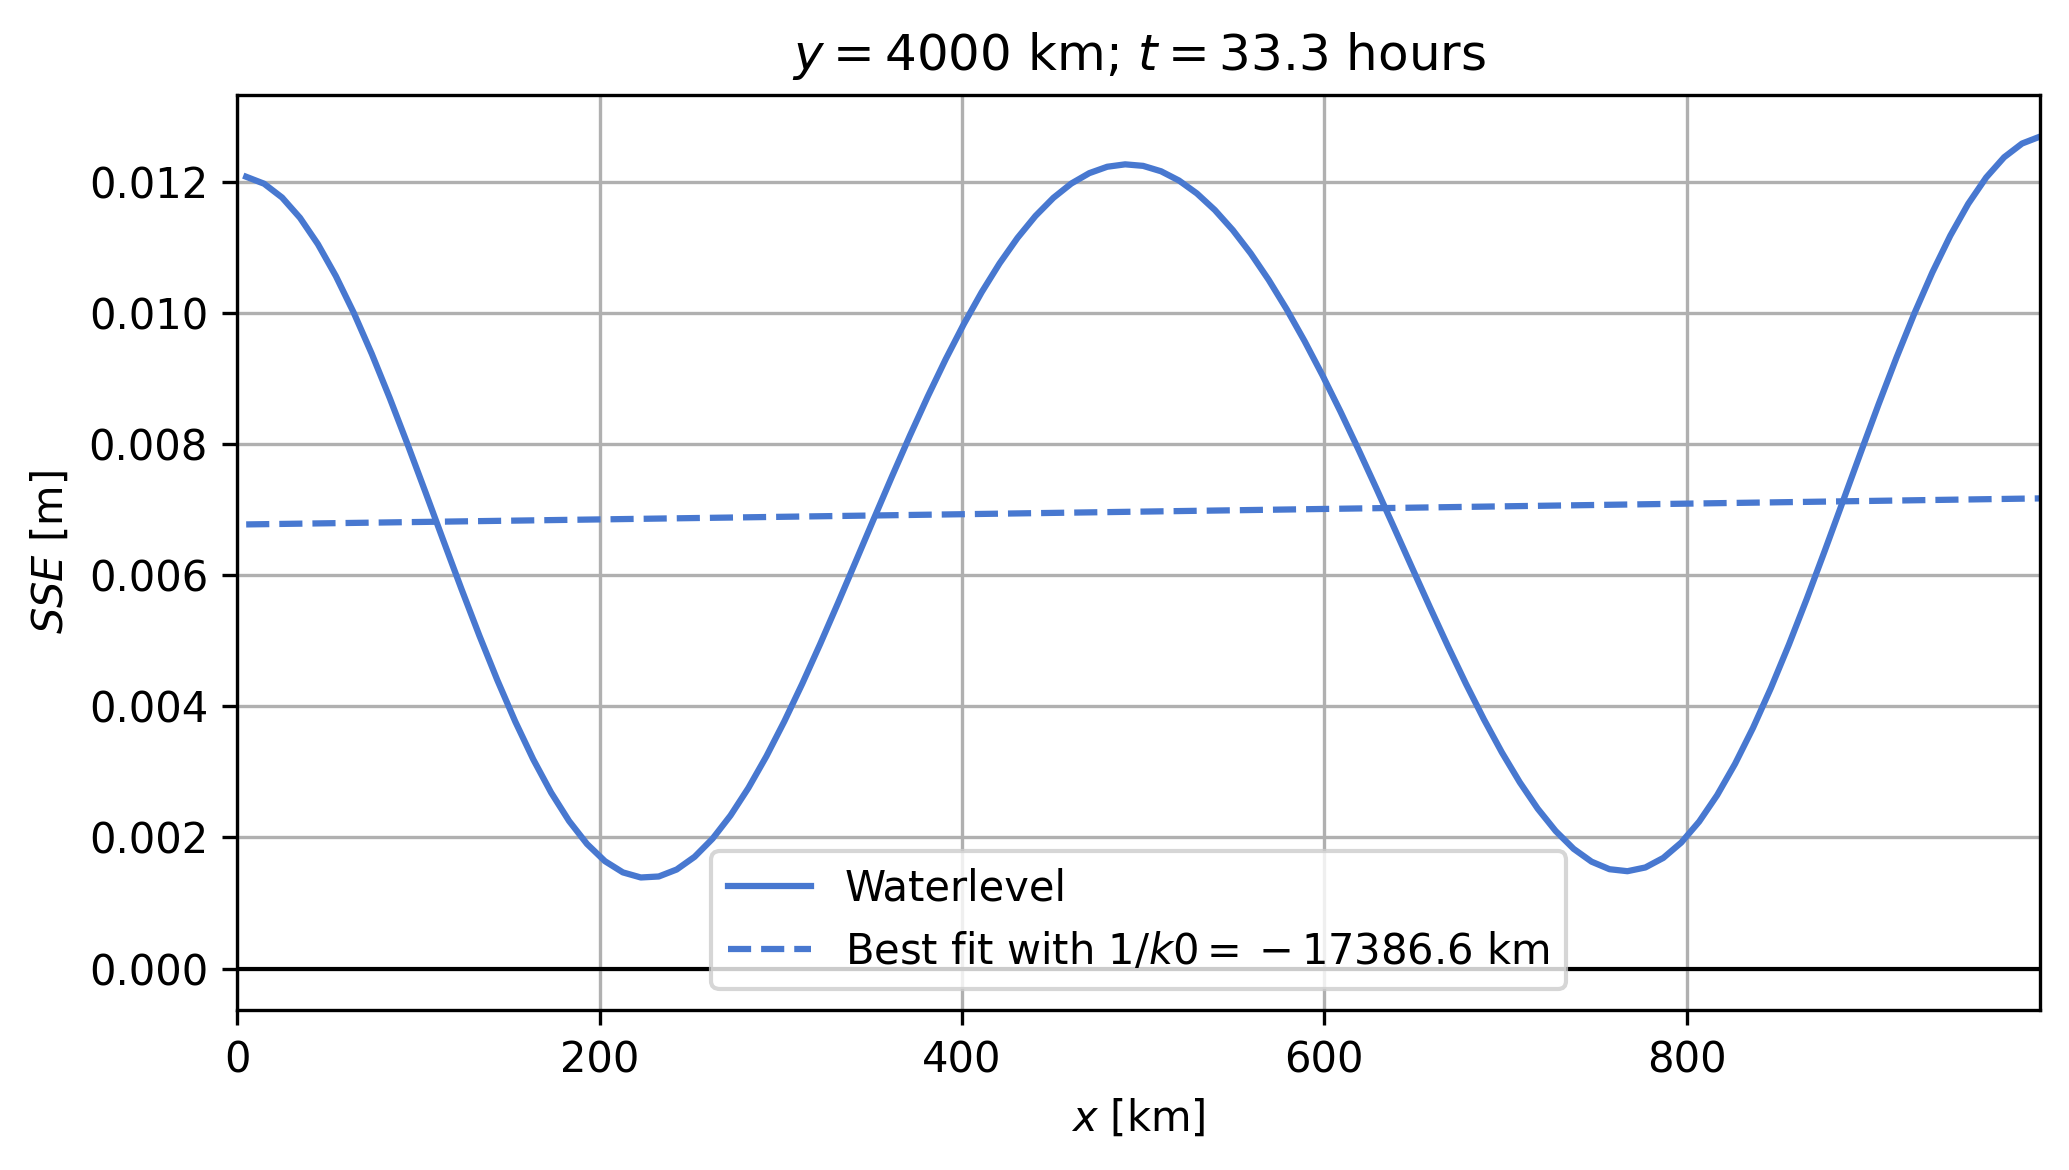 y = 4000 km; t = 33.3 hours
SSE [m]
0.012
0.010
0.008
0.006
0.004
0.002
0.000
Waterlevel
Best fit with 1/k0 = − 17386.6 km
0 200 400 600 800
x [km]